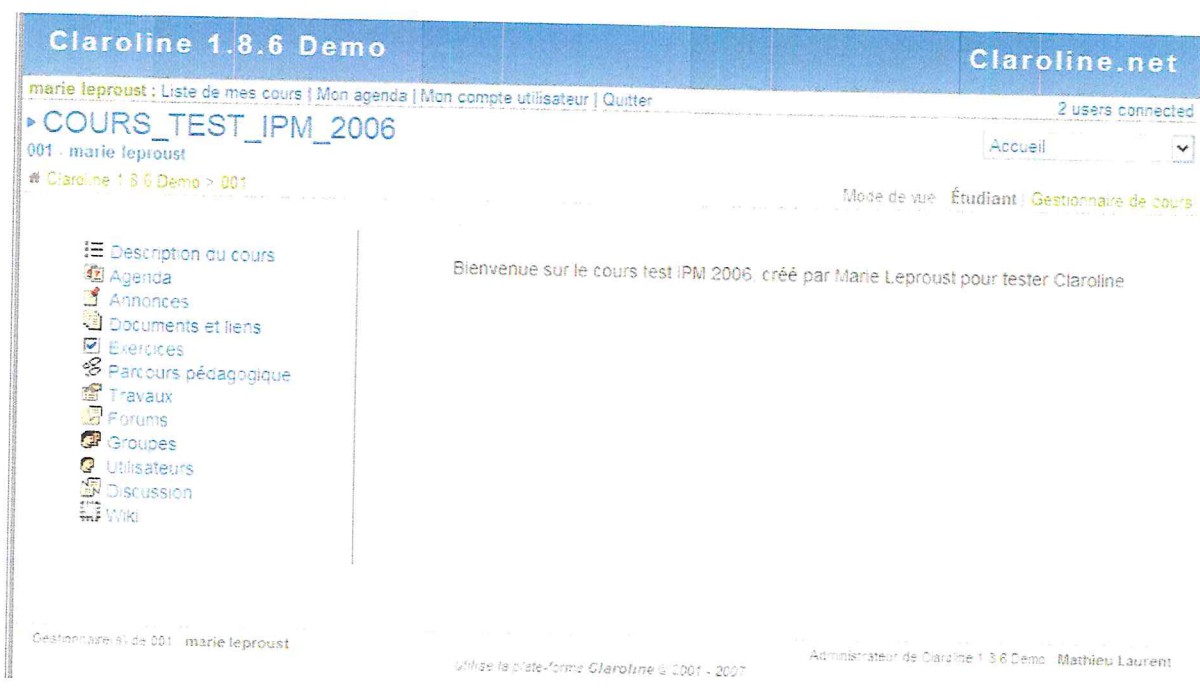 Claroline 1.8.6 Demo
Claroline.net
marie leproust : Liste de mes cours | Mon agenda | Mon compte utilisateur | Quitter
2 users connected
COURS_TEST_IPM_2006
Accueil
001 - marie leproust
Claroline 1.8.6 Demo > 001
Mode de vue : Étudiant | Gestionnaire de cours
Description du cours
Agenda
Annonces
Documents et liens
Exercices
Parcours pédagogique
Travaux
Forums
Groupes
Utilisateurs
Discussion
Wiki
Bienvenue sur le cours test IPM 2006, créé par Marie Leproust pour tester Claroline
Gestionnaire(s) de 001 : marie leproust
Administrateur de Claroline 1.8.6 Demo : Mathieu Laurent
Utilise la plate-forme Claroline © 2001 - 2007